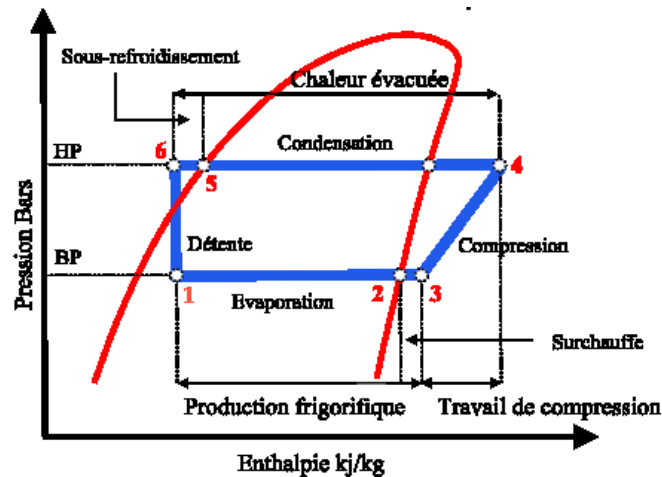 Sous-refroidissement
Chaleur évacuée
HP
6
Condensation
4
5
Pression Bars
Détente
Compression
BP
1
Evaporation
2
3
Surchauffe
Production frigorifique
Travail de compression
Enthalpie kj/kg